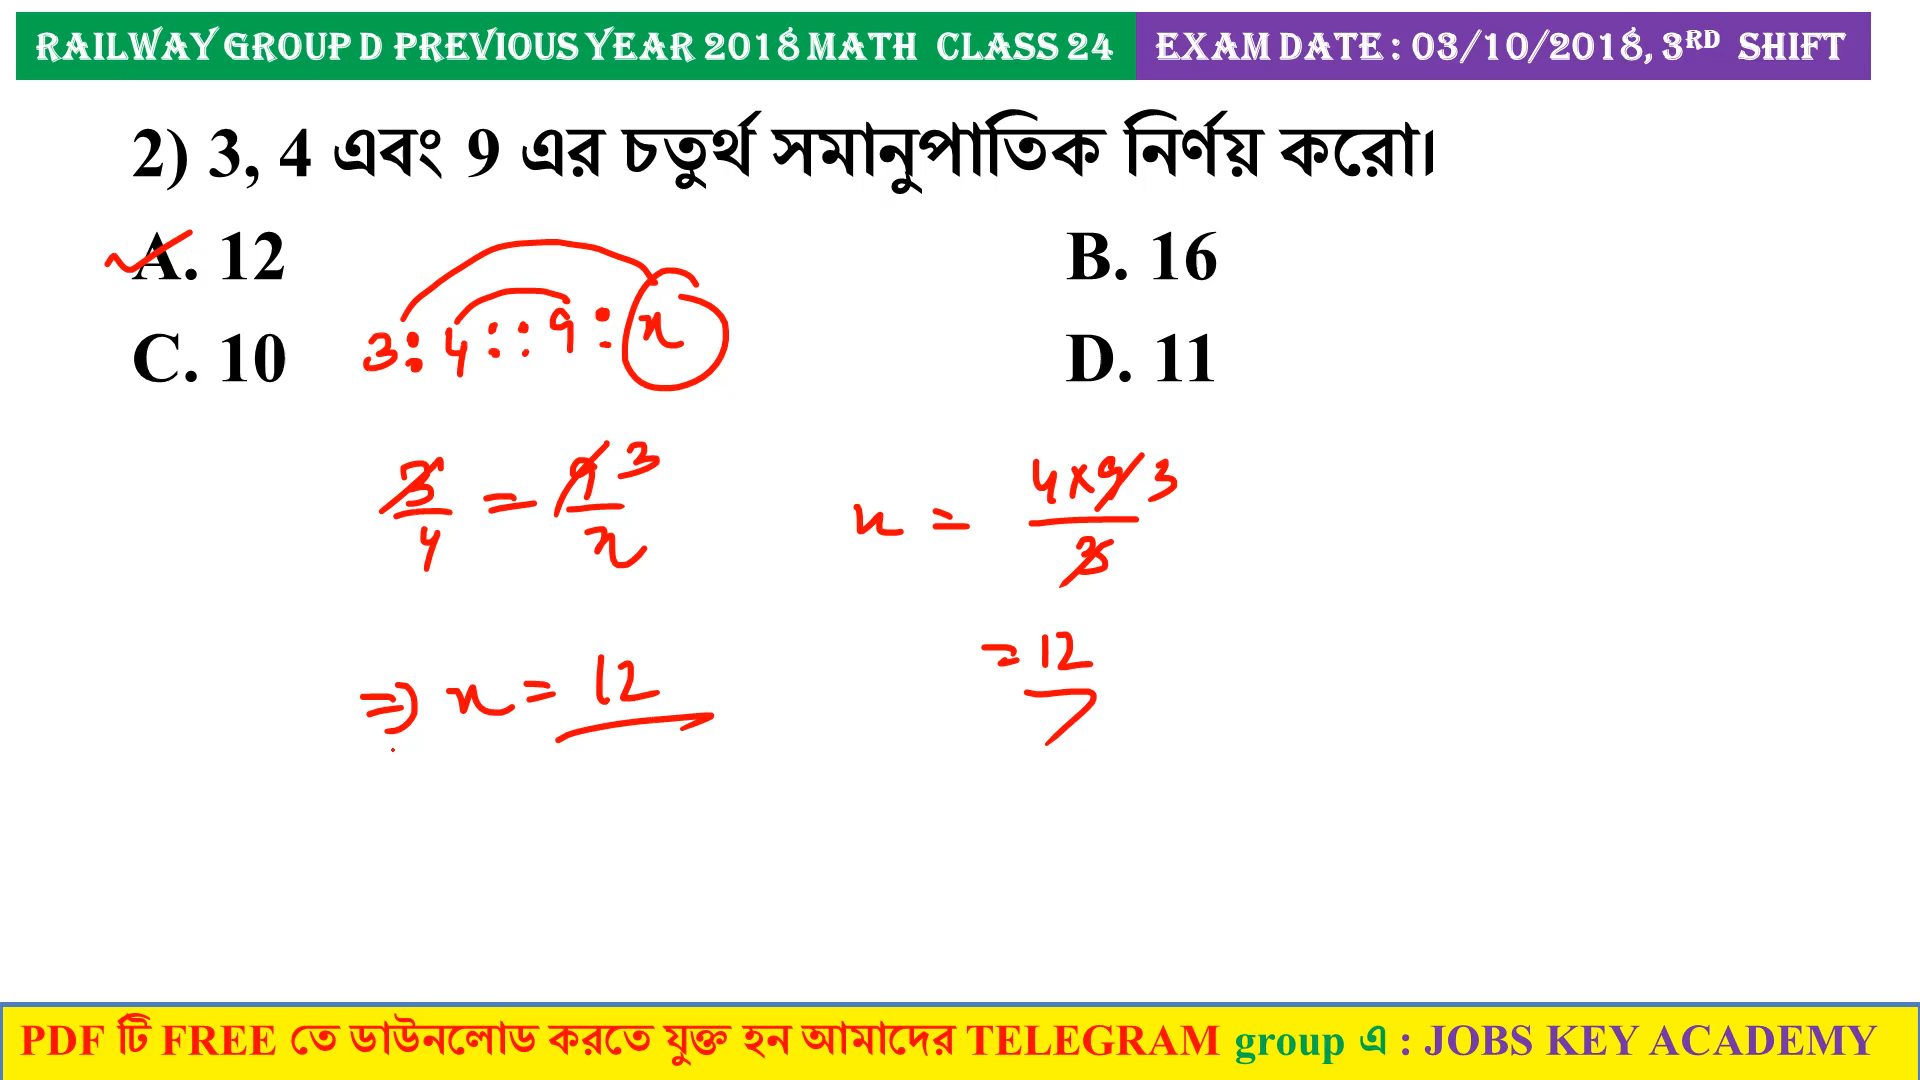 RAILWAY GROUP D PREVIOUS YEAR 2018 MATH CLASS 24 EXAM DATE : 03/10/2018, 3RD SHIFT
2) 3, 4 এবং 9 এর চতুর্থ সমানুপাতিক নির্ণয় করো।
A. 12 B. 16
3 : 4 :: 9 : x
C. 10 D. 11
3/4 = 9/x 3 x = 4×9/3 3
= 12
⇒ x = 12
PDF টি FREE তে ডাউনলোড করতে যুক্ত হন আমাদের TELEGRAM group এ : JOBS KEY ACADEMY